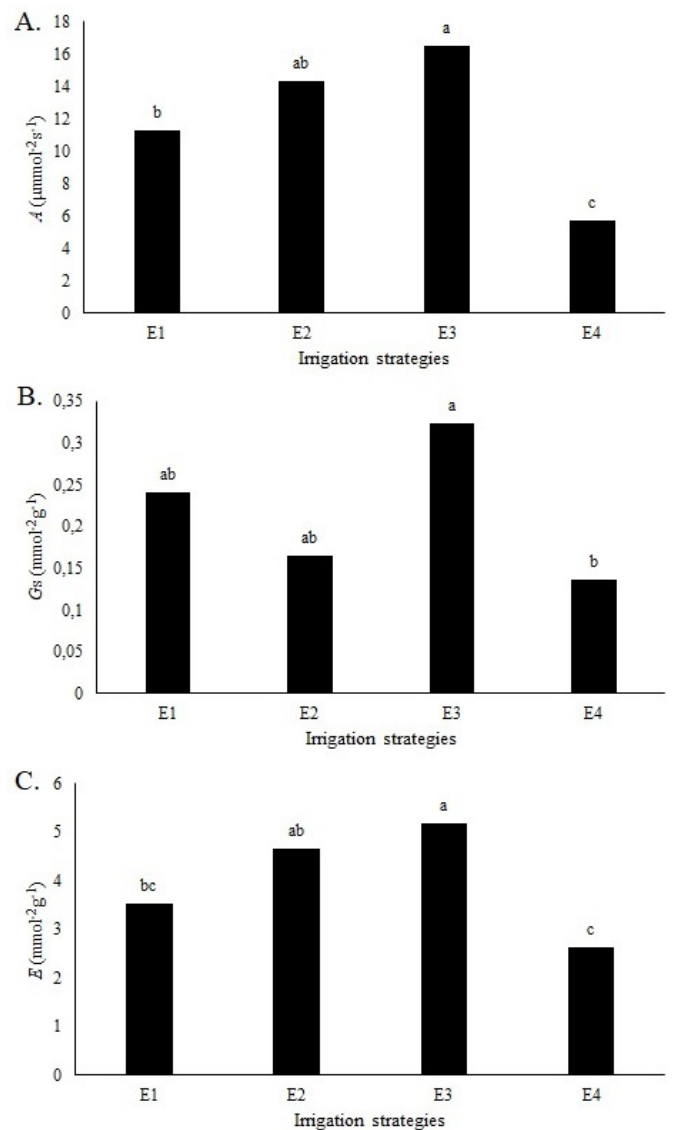 A.
18
16
14
12
10
8
6
4
2
0
A (µmmol-2s-1)
b
ab
a
c
E1 E2 E3 E4
Irrigation strategies
B.
0,35
0,3
0,25
0,2
0,15
0,1
0,05
0
Gs (mmol-2g-1)
ab
ab
a
b
E1 E2 E3 E4
Irrigation strategies
C.
6
5
4
3
2
1
0
E (mmol-2g-1)
bc
ab
a
c
E1 E2 E3 E4
Irrigation strategies